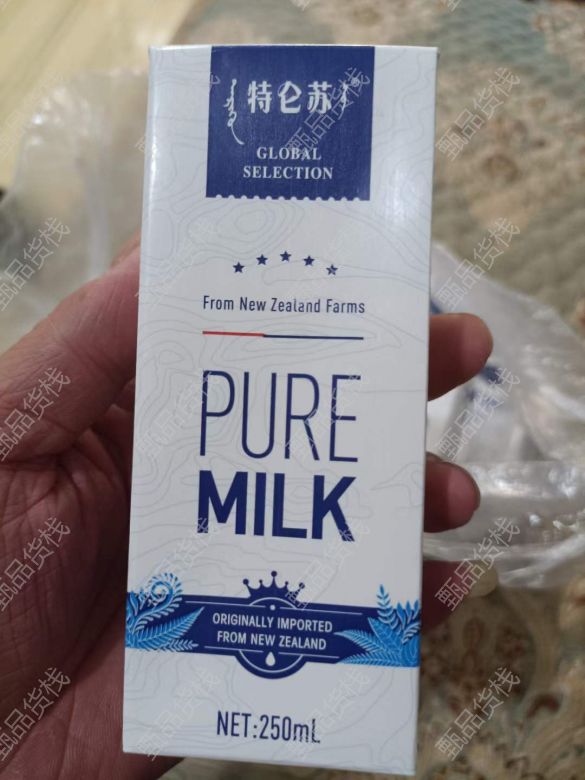 特仑苏®
GLOBAL
SELECTION
From New Zealand Farms
PURE
MILK
ORIGINALLY IMPORTED
FROM NEW ZEALAND
NET:250mL
甄品货栈